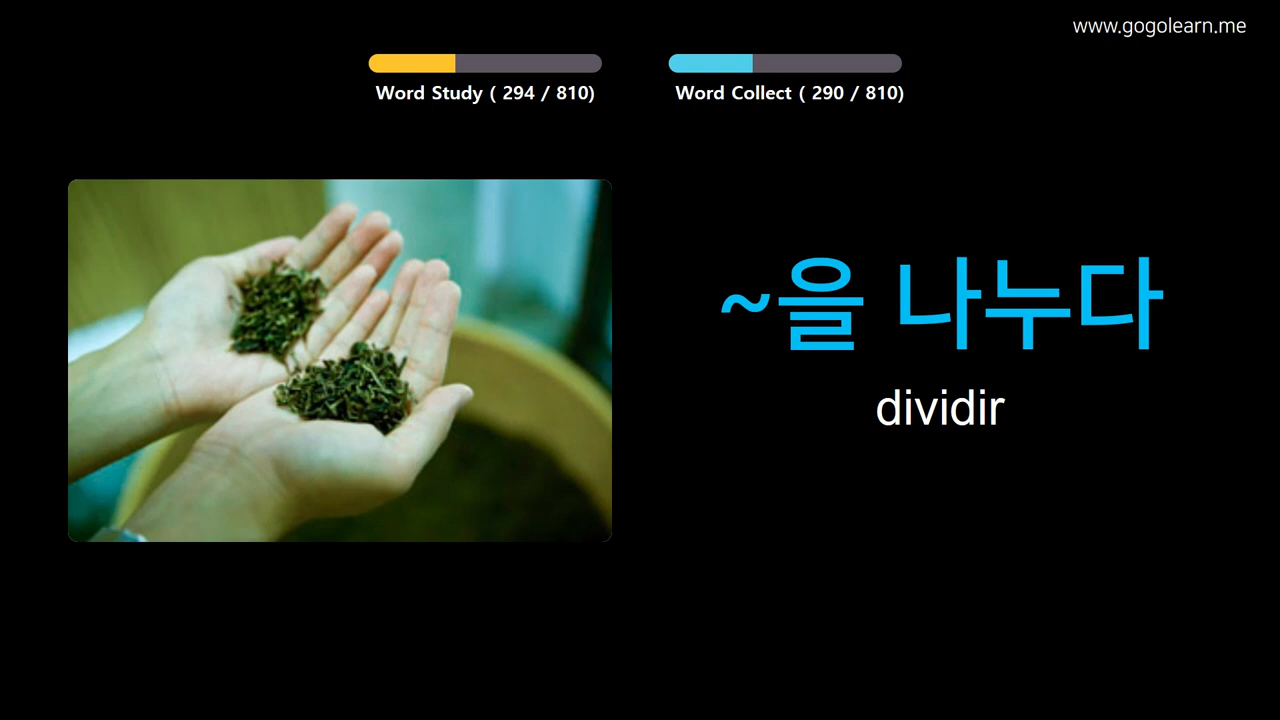 www.gogolearn.me
Word Study ( 294 / 810)
Word Collect ( 290 / 810)
~을 나누다
dividir